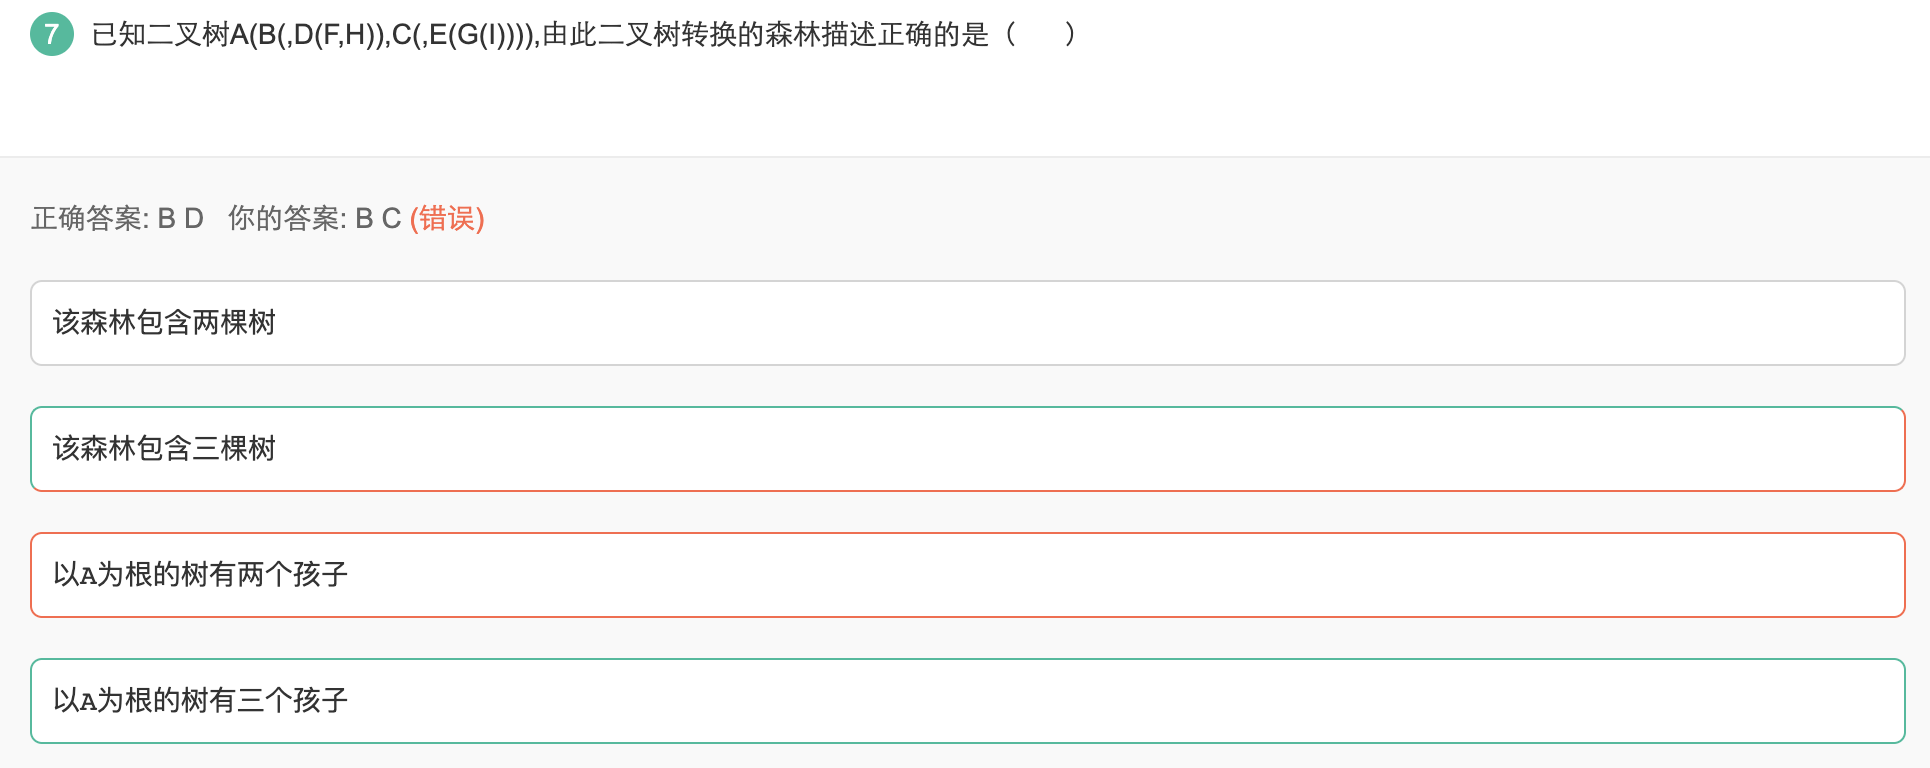 7 已知二叉树A(B(,D(F,H)),C(,E(G(I)))),由此二叉树转换的森林描述正确的是（　　）
正确答案: B D 你的答案: B C (错误)
该森林包含两棵树
该森林包含三棵树
以A为根的树有两个孩子
以A为根的树有三个孩子